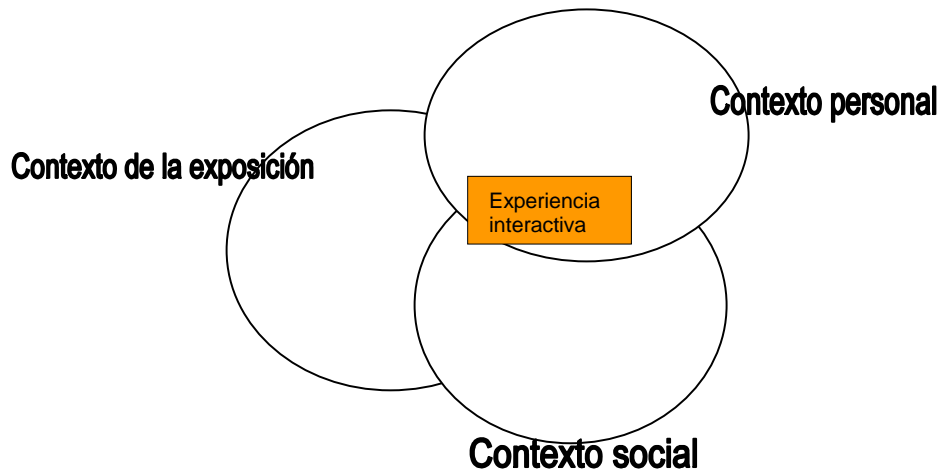 Contexto personal
Contexto de la exposición
Experiencia
interactiva
Contexto social